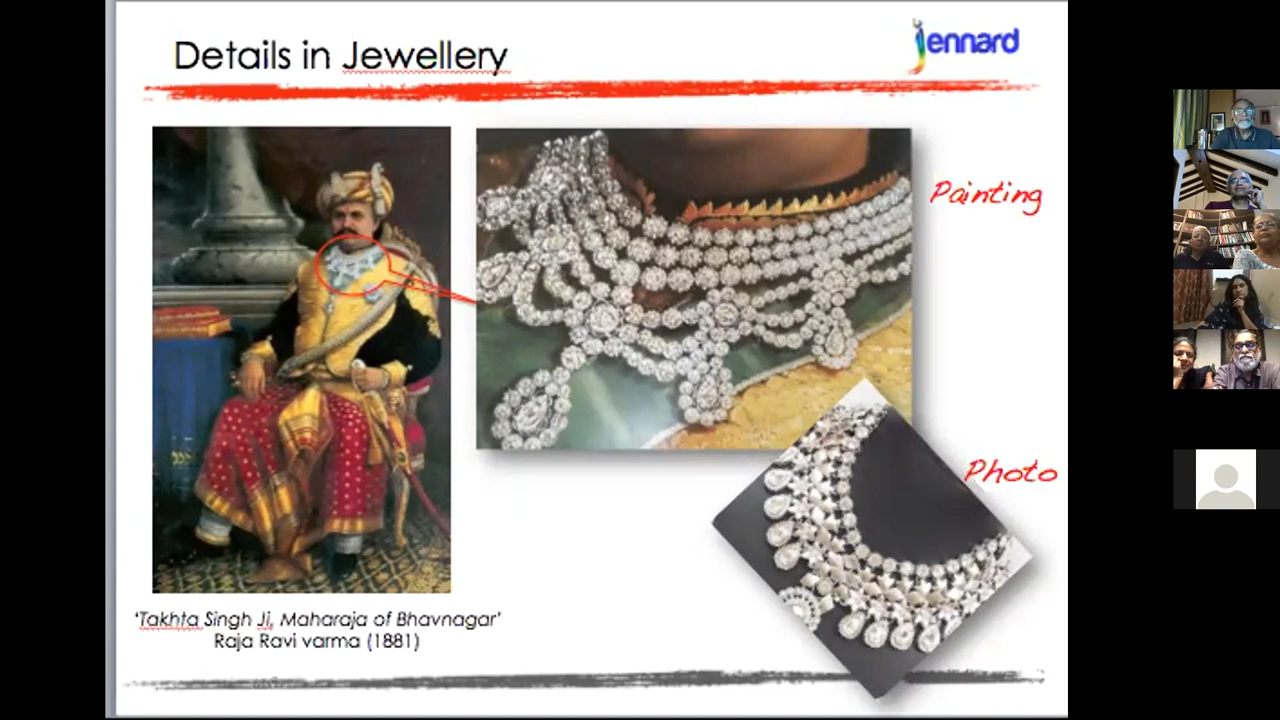 Details in Jewellery
jennard
Painting
Photo
‘Takhta Singh Ji, Maharaja of Bhavnagar’
Raja Ravi varma (1881)